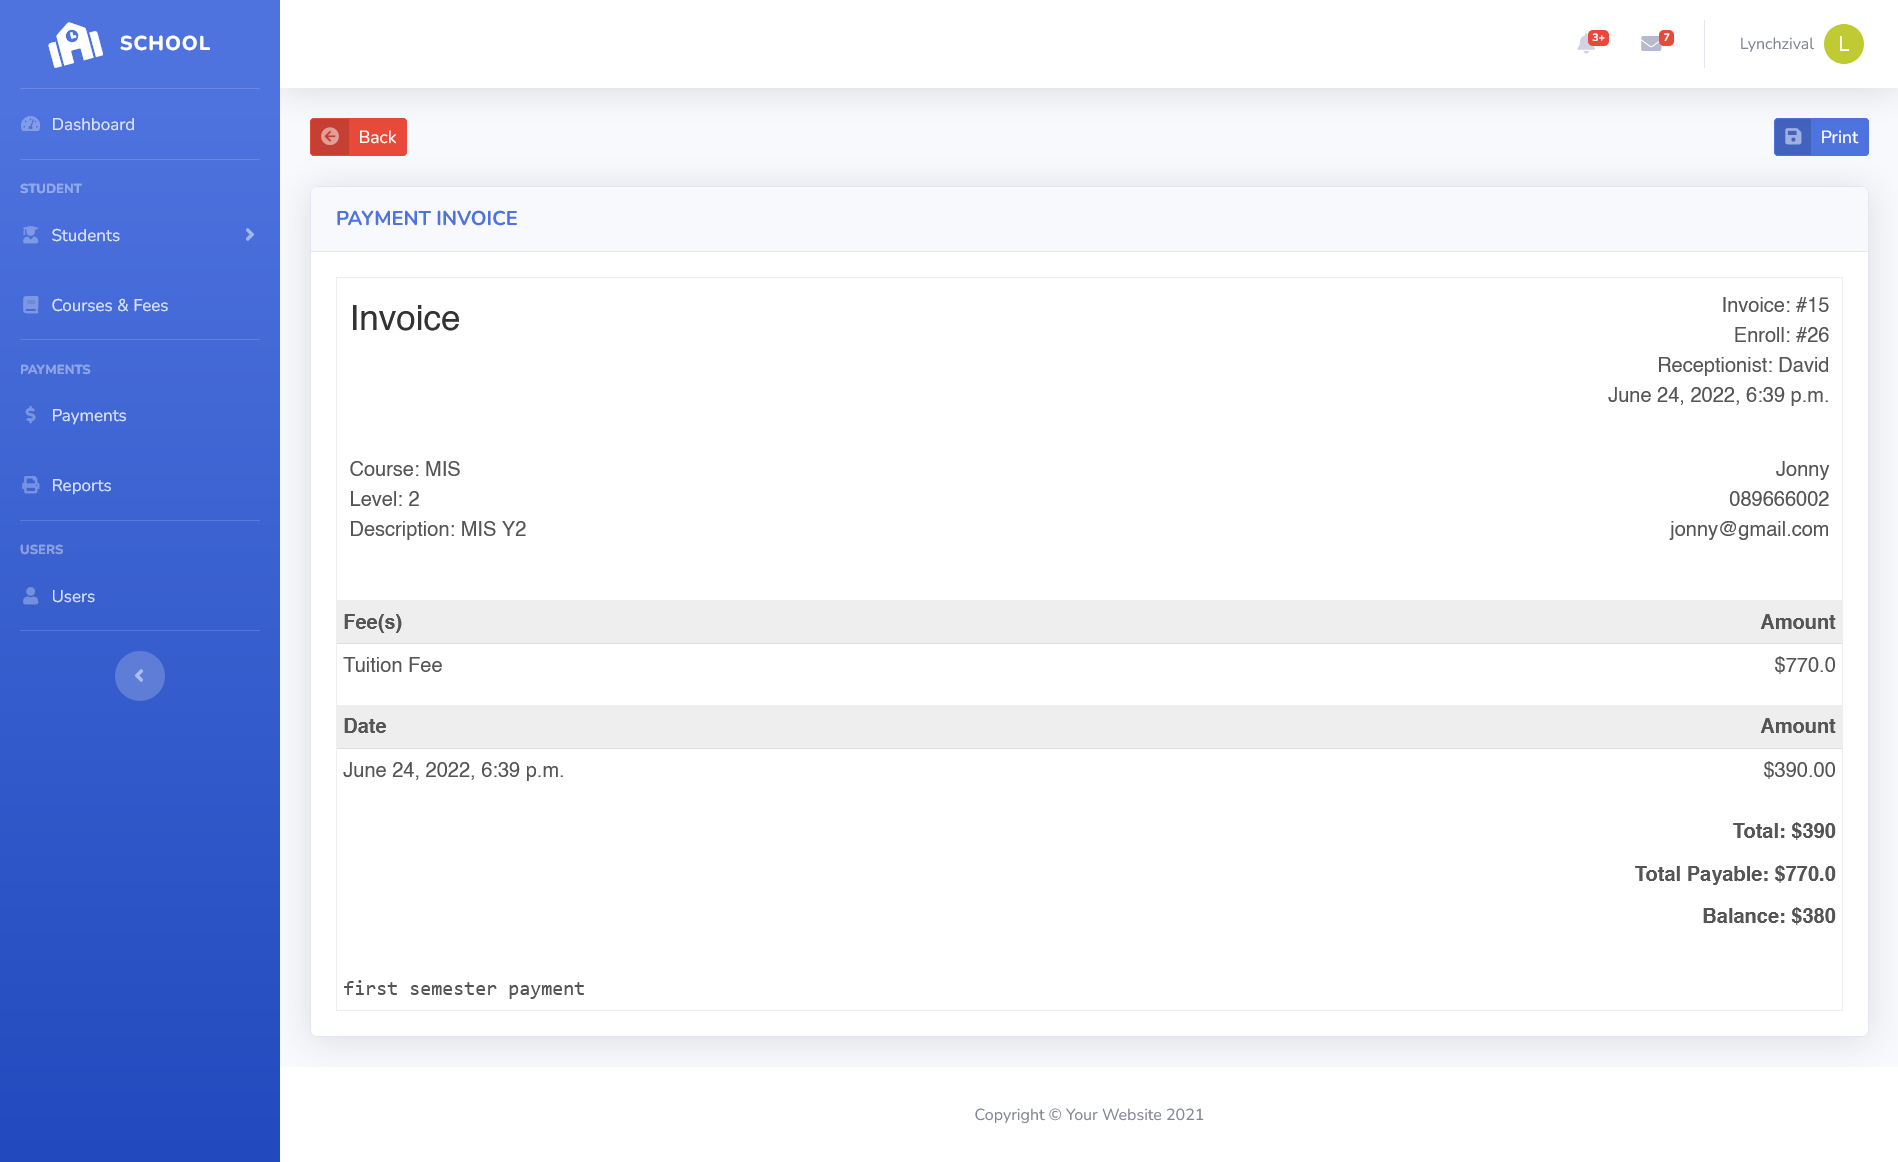 SCHOOL
3+
7
Lynchzival
L
Dashboard
STUDENT
Students
Courses & Fees
PAYMENTS
Payments
Reports
USERS
Users
Back
Print
PAYMENT INVOICE
Invoice
Invoice: #15
Enroll: #26
Receptionist: David
June 24, 2022, 6:39 p.m.
Course: MIS
Level: 2
Description: MIS Y2
Jonny
089666002
jonny@gmail.com
Fee(s) Amount
Tuition Fee $770.0
Date Amount
June 24, 2022, 6:39 p.m. $390.00
Total: $390
Total Payable: $770.0
Balance: $380
first semester payment
Copyright © Your Website 2021